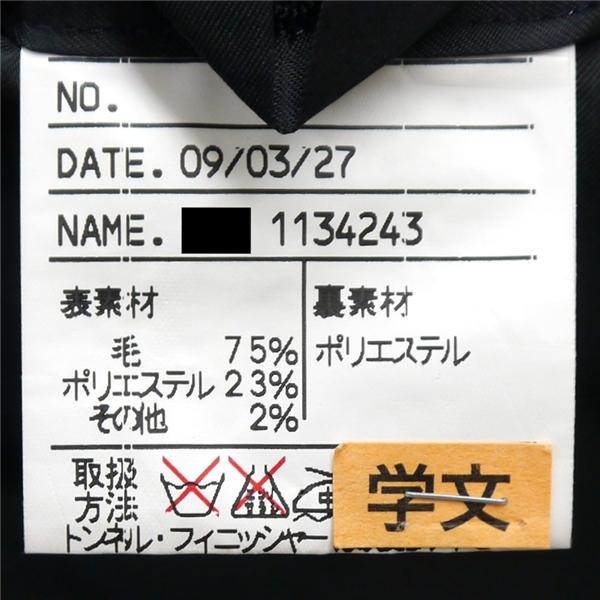 NO.
DATE. 09/03/27
NAME. 1134243
表素材 裏素材
毛 75% ポリエステル
ポリエステル 23%
その他 2%
取扱
方法
学文
トンネル・フィニッシャー